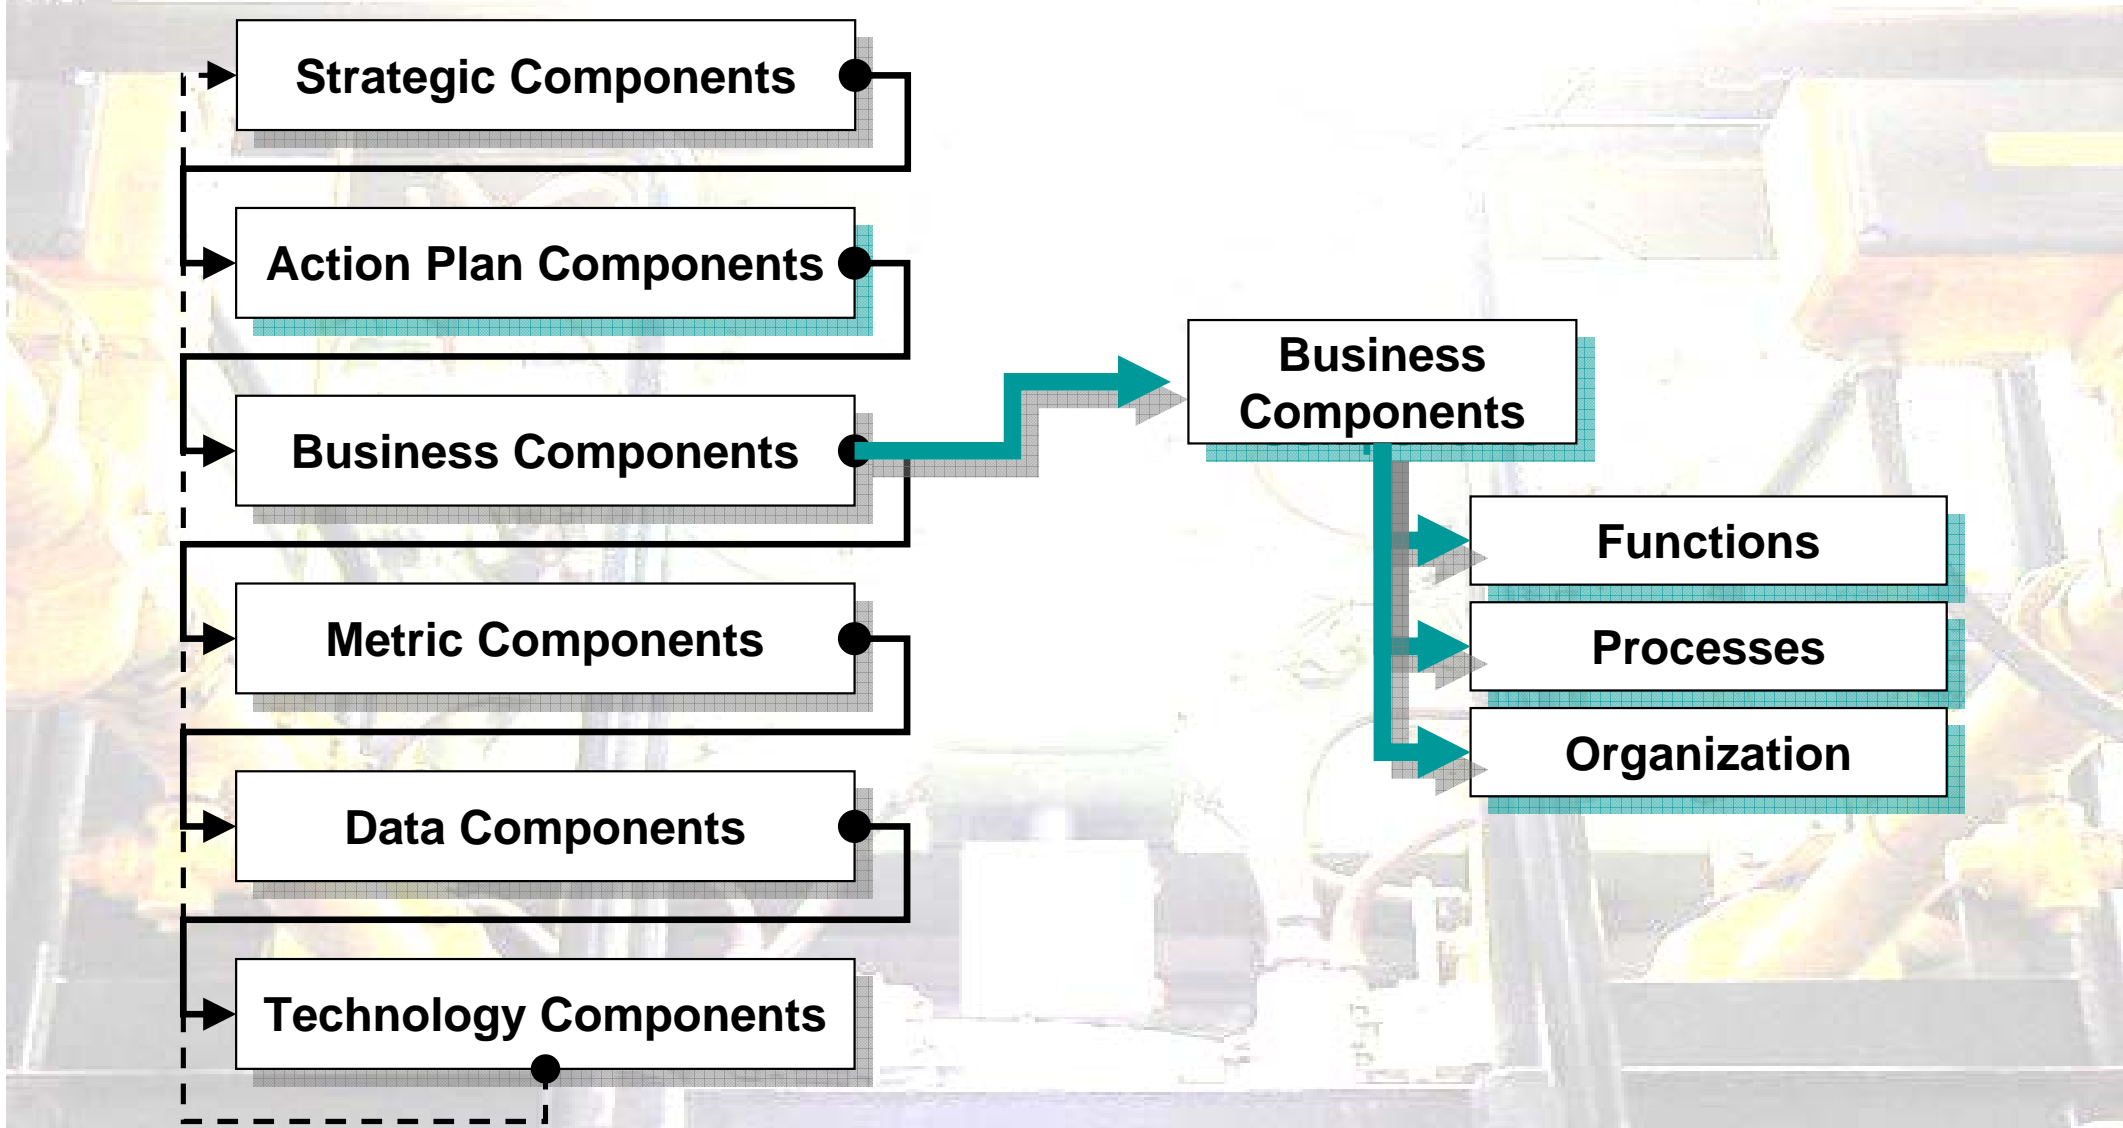 Strategic Components
Action Plan Components
Business Components
Metric Components
Data Components
Technology Components
Business
Components
Functions
Processes
Organization